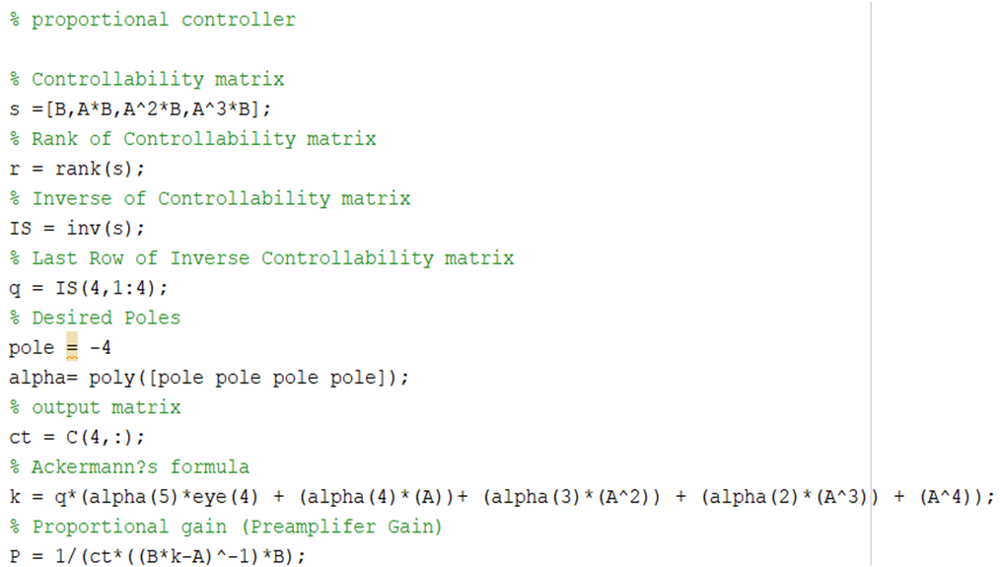 % proportional controller
% Controllability matrix
s =[B,A*B,A^2*B,A^3*B];
% Rank of Controllability matrix
r = rank(s);
% Inverse of Controllability matrix
IS = inv(s);
% Last Row of Inverse Controllability matrix
q = IS(4,1:4);
% Desired Poles
pole = -4
alpha= poly([pole pole pole pole]);
% output matrix
ct = C(4,:);
% Ackermann?s formula
k = q*(alpha(5)*eye(4) + (alpha(4)*(A))+ (alpha(3)*(A^2)) + (alpha(2)*(A^3)) + (A^4));
% Proportional gain (Preamplifer Gain)
P = 1/(ct*((B*k-A)^-1)*B);